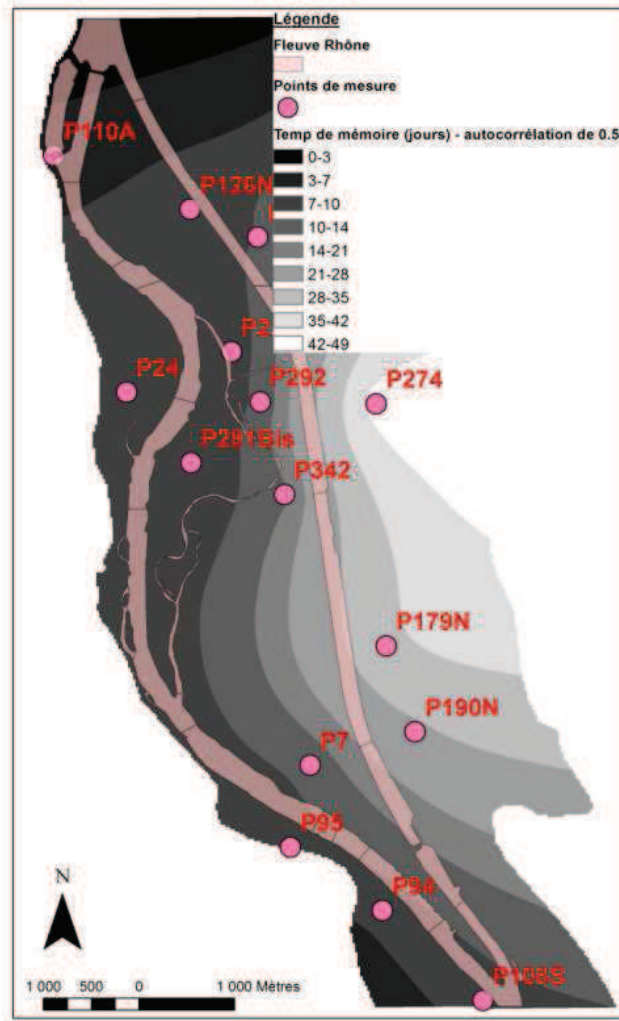 Légende
Fleuve Rhône
Points de mesure
Temp de mémoire (jours) - autocorrélation de 0.5
0-3
3-7
7-10
10-14
14-21
21-28
28-35
35-42
42-49
P110A
P126N
P24
P292
P274
P291Bis
P342
P179N
P190N
P7
P95
P94
P108S
N
1 000 500 0 1 000 Mètres